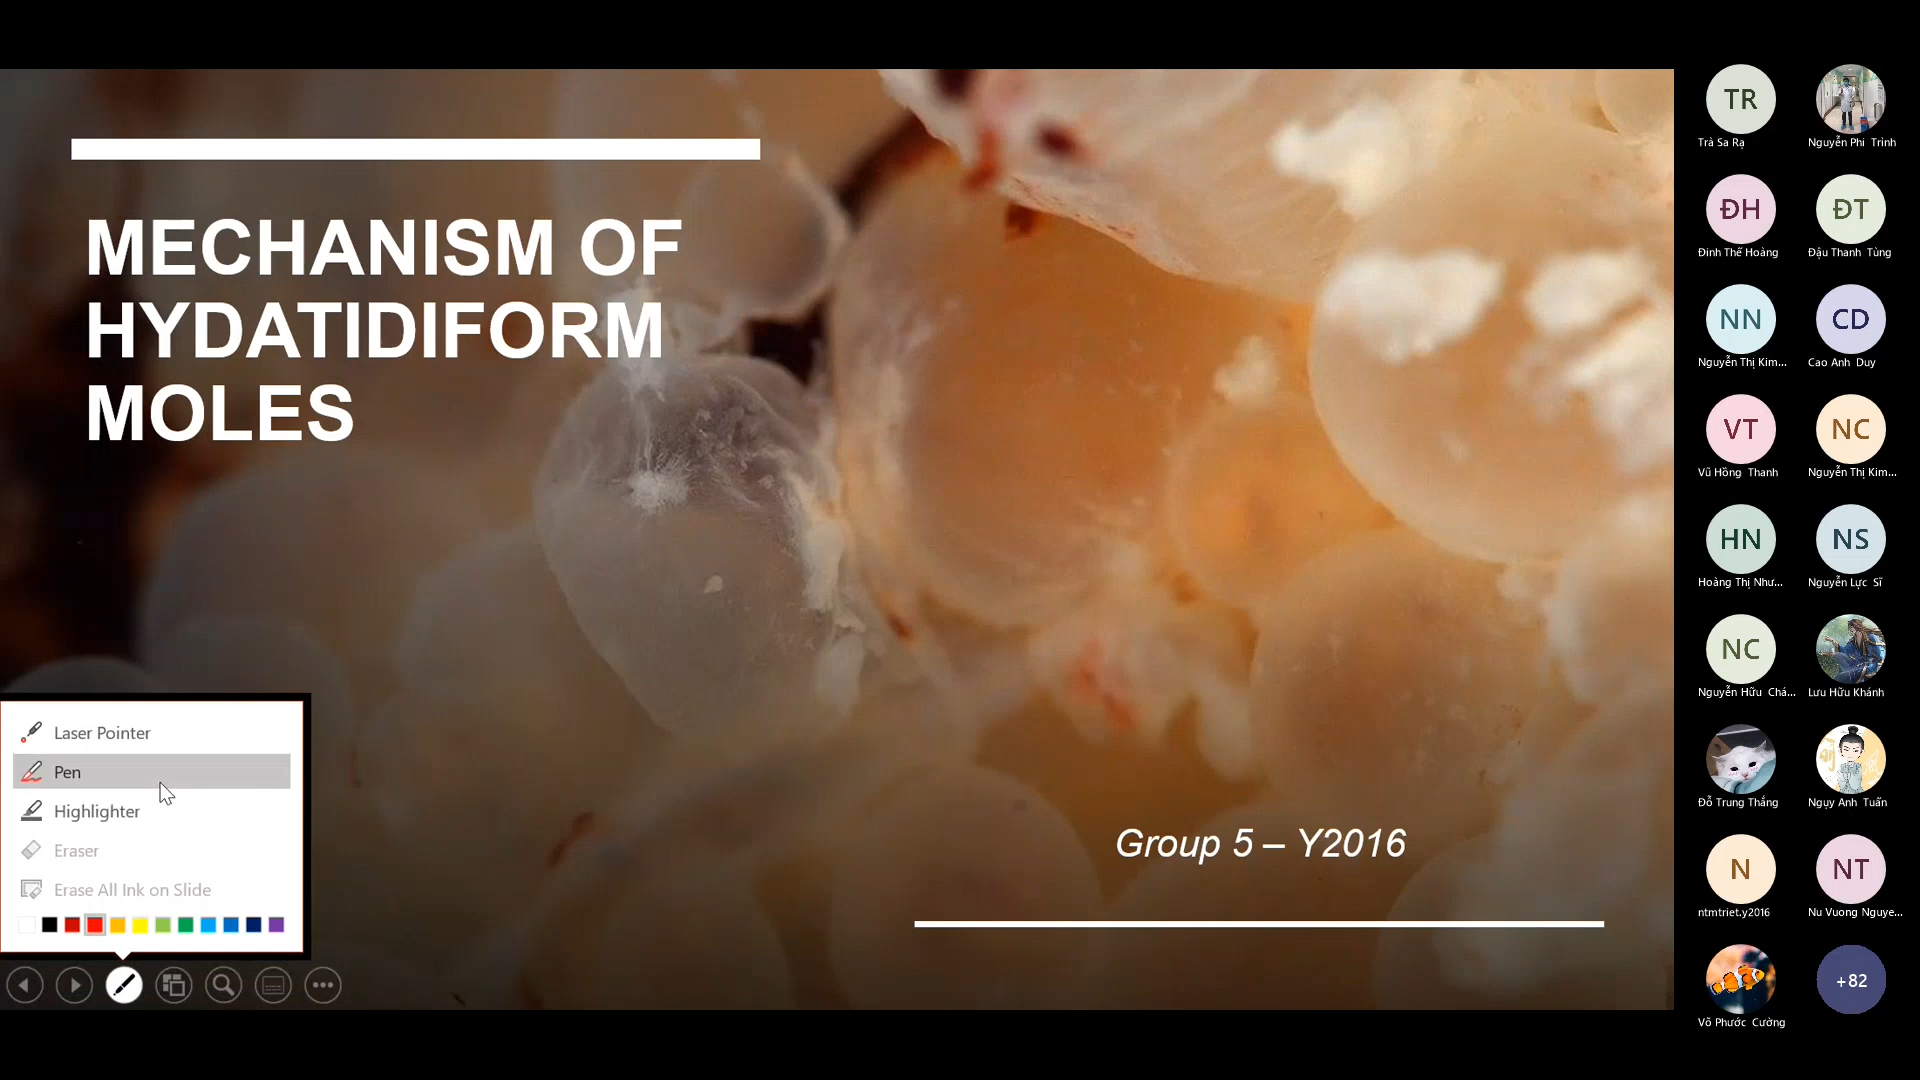 MECHANISM OF
HYDATIDIFORM
MOLES
Group 5 – Y2016
Laser Pointer
Pen
Highlighter
Eraser
Erase All Ink on Slide
TR
Trà Sa Rạ
Nguyễn Phi Trình
ĐH
Đinh Thế Hoàng
ĐT
Đậu Thanh Tùng
NN
Nguyễn Thị Kim...
CD
Cao Anh Duy
VT
Vũ Hồng Thanh
NC
Nguyễn Thị Kim...
HN
Hoàng Thị Như...
NS
Nguyễn Lực Sĩ
NC
Nguyễn Hữu Chá...
Lưu Hữu Khánh
Đỗ Trung Thắng
Ngụy Anh Tuấn
N
ntmtriet.y2016
NT
Nu Vuong Nguye...
Võ Phước Cường
+82